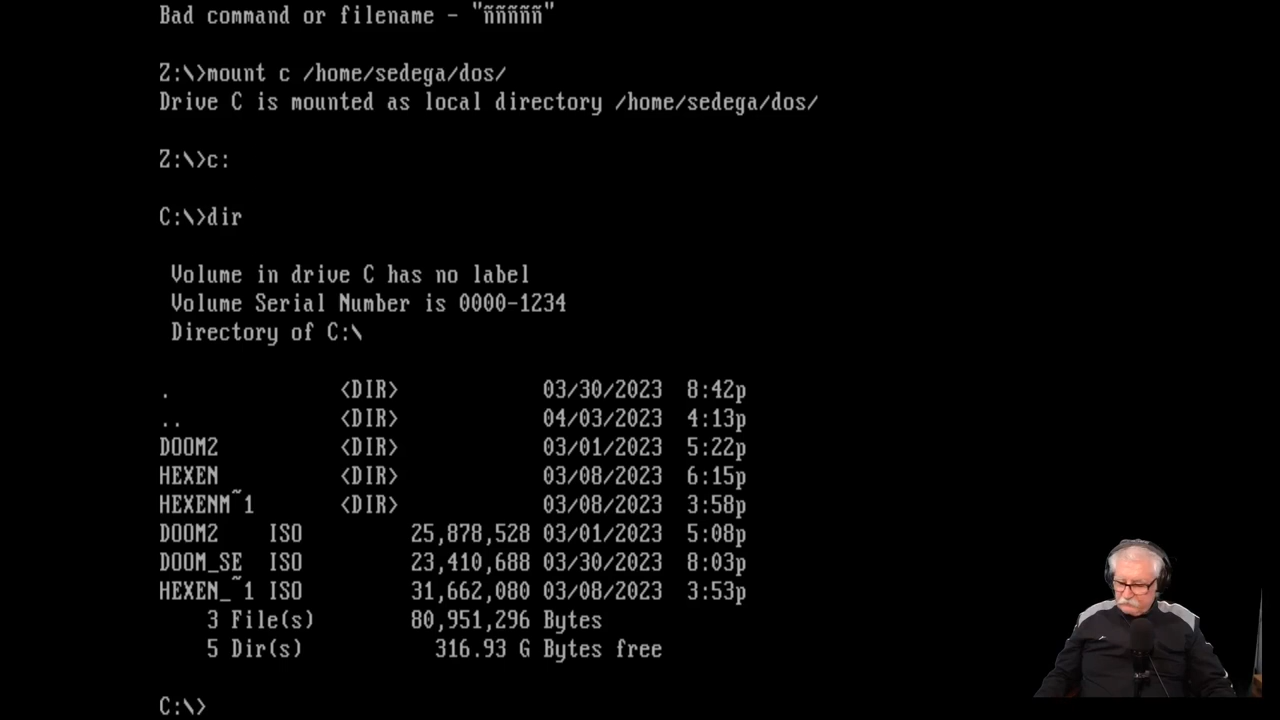 Bad command or filename - "ñññññ"
Z:\>mount c /home/sedega/dos/
Drive C is mounted as local directory /home/sedega/dos/
Z:\>c:
C:\>dir
Volume in drive C has no label
Volume Serial Number is 0000-1234
Directory of C:\
. <DIR> 03/30/2023 8:42p
.. <DIR> 04/03/2023 4:13p
DOOM2 <DIR> 03/01/2023 5:22p
HEXEN <DIR> 03/08/2023 6:15p
HEXENM~1 <DIR> 03/08/2023 3:58p
DOOM2 ISO 25,878,528 03/01/2023 5:08p
DOOM_SE ISO 23,410,688 03/30/2023 8:03p
HEXEN_~1 ISO 31,662,080 03/08/2023 3:53p
3 File(s) 80,951,296 Bytes
5 Dir(s) 316.93 G Bytes free
C:\>